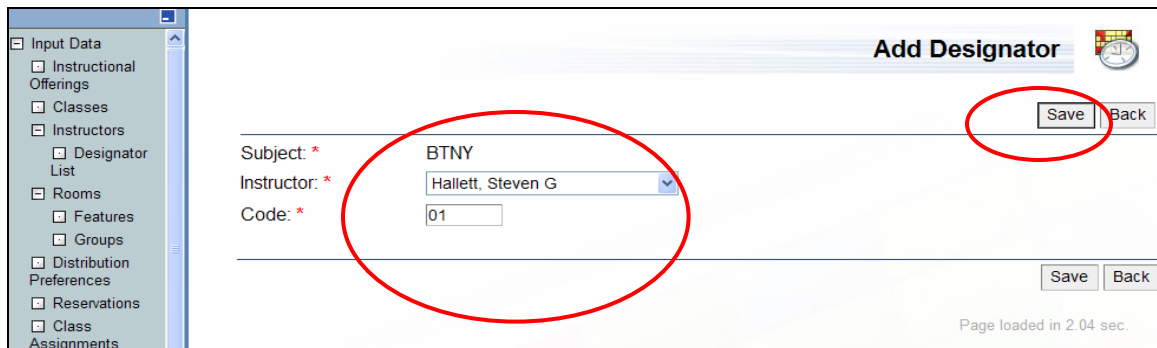 Input Data
Instructional
Offerings
Classes
Instructors
Designator
List
Rooms
Features
Groups
Distribution
Preferences
Reservations
Class
Assignments
Add Designator
Save Back
Subject: * BTNY
Instructor: * Hallett, Steven G
Code: * 01
Save Back
Page loaded in 2.04 sec.